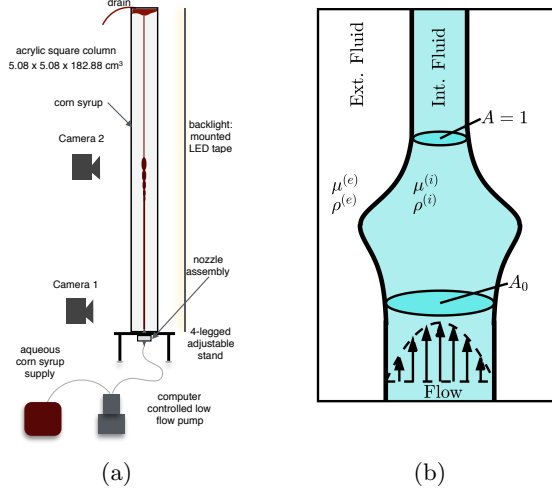 drain
acrylic square column
5.08 x 5.08 x 182.88 cm³
corn syrup
Camera 2
backlight:
mounted
LED tape
nozzle
assembly
Camera 1
4-legged
adjustable
stand
aqueous
corn syrup
supply
computer
controlled low
flow pump
(a)
Ext. Fluid
Int. Fluid
A = 1
μ⁽ᵉ⁾
ρ⁽ᵉ⁾
μ⁽ⁱ⁾
ρ⁽ⁱ⁾
A₀
Flow
(b)